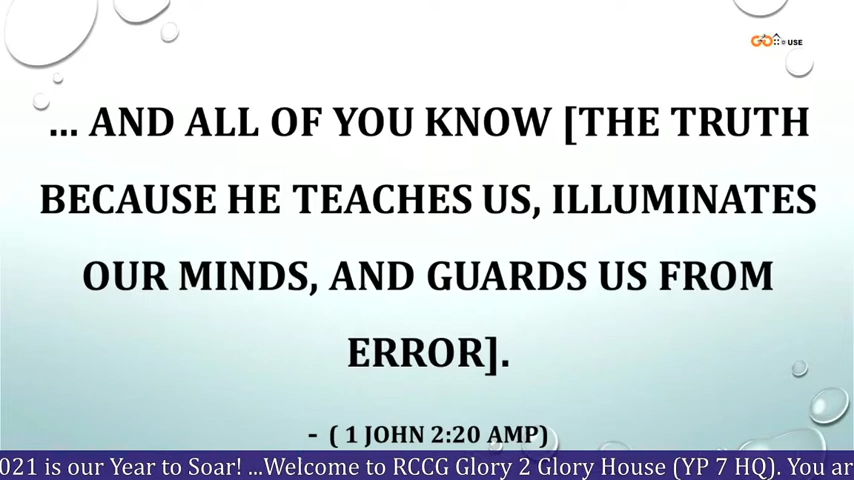 ... AND ALL OF YOU KNOW [THE TRUTH
BECAUSE HE TEACHES US, ILLUMINATES
OUR MINDS, AND GUARDS US FROM
ERROR].
- ( 1 JOHN 2:20 AMP)
021 is our Year to Soar! ...Welcome to RCCG Glory 2 Glory House (YP 7 HQ). You ar